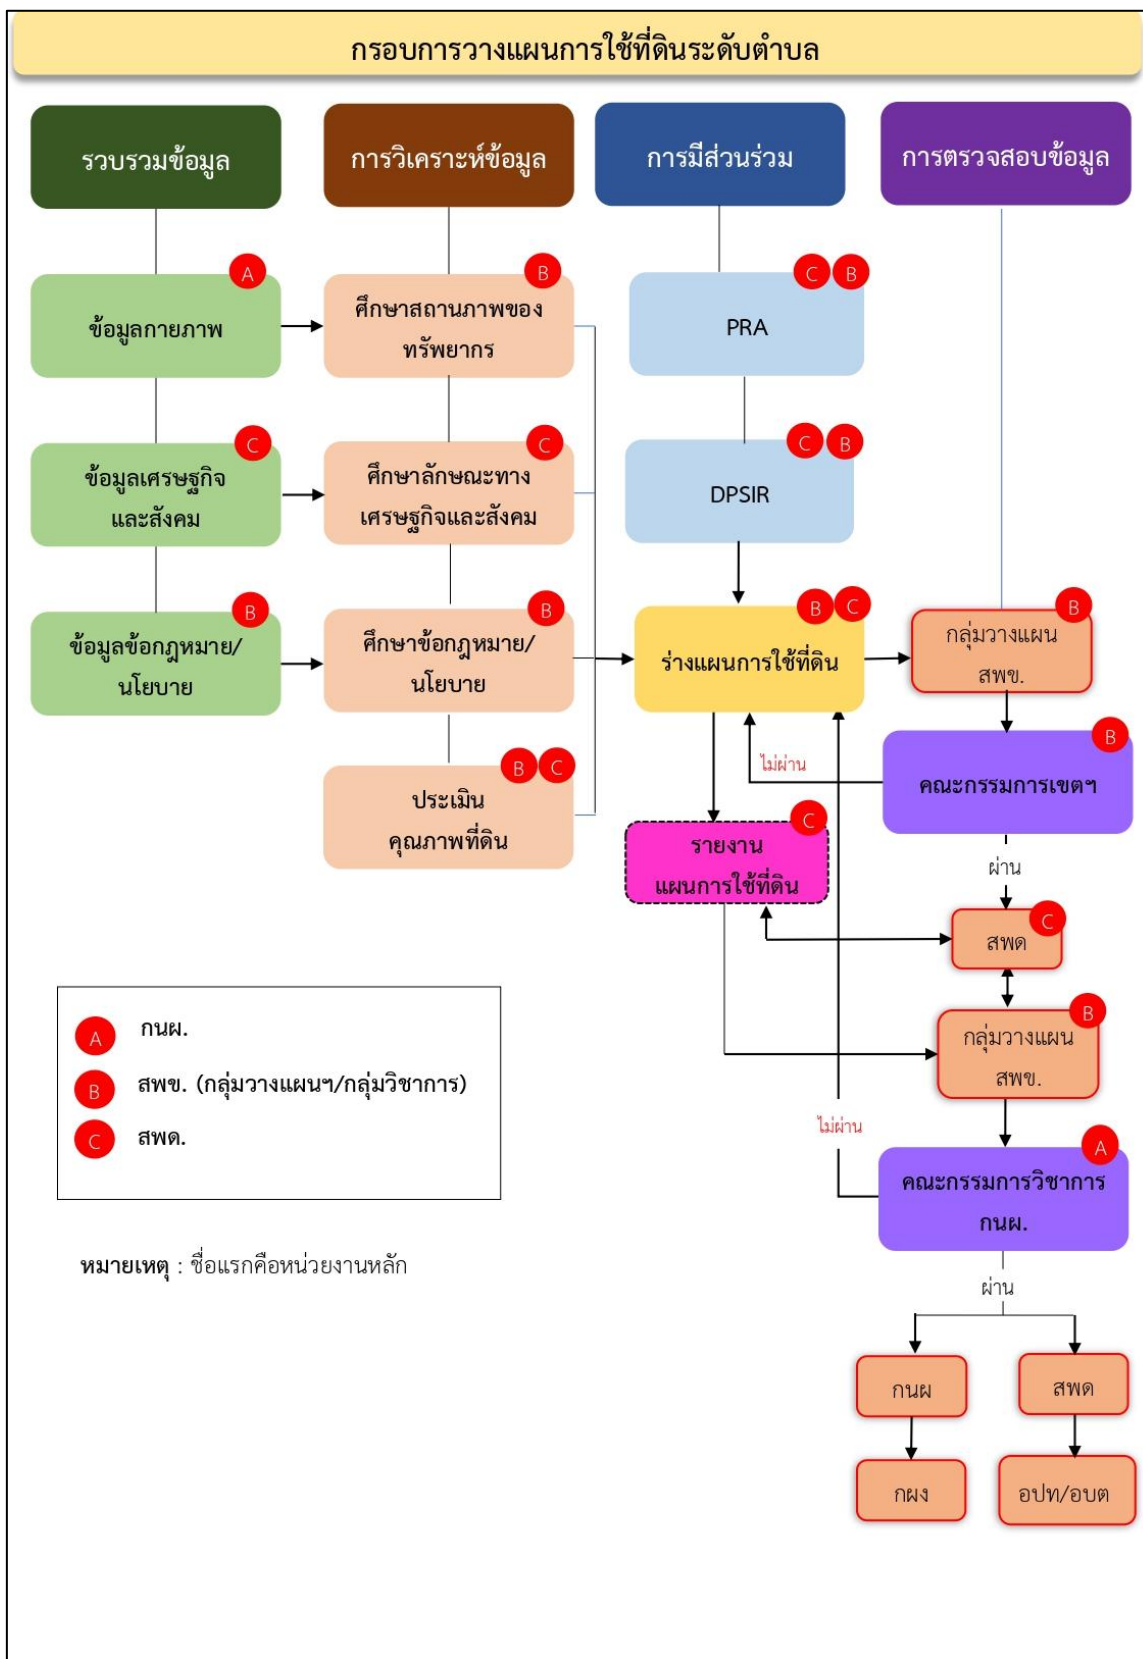 กรอบการวางแผนการใช้ที่ดินระดับตำบล
รวบรวมข้อมูล
การวิเคราะห์ข้อมูล
การมีส่วนร่วม
การตรวจสอบข้อมูล
A
ข้อมูลกายภาพ
B
ศึกษาสถานภาพของ
ทรัพยากร
C B
PRA
C
ข้อมูลเศรษฐกิจ
และสังคม
C
ศึกษาลักษณะทาง
เศรษฐกิจและสังคม
C B
DPSIR
B
ข้อมูลข้อกฎหมาย/
นโยบาย
B
ศึกษาข้อกฎหมาย/
นโยบาย
B C
ร่างแผนการใช้ที่ดิน
B
กลุ่มวางแผน
สพข.
B C
ประเมิน
คุณภาพที่ดิน
ไม่ผ่าน
B
คณะกรรมการเขตฯ
C
รายงาน
แผนการใช้ที่ดิน
ผ่าน
C
สพด
B
กลุ่มวางแผน
สพข.
A กนผ.
B สพข. (กลุ่มวางแผนฯ/กลุ่มวิชาการ)
C สพด.
ไม่ผ่าน
A
คณะกรรมการวิชาการ
กนผ.
หมายเหตุ : ชื่อแรกคือหน่วยงานหลัก
ผ่าน
กนผ
สพด
กผง
อปท/อบต